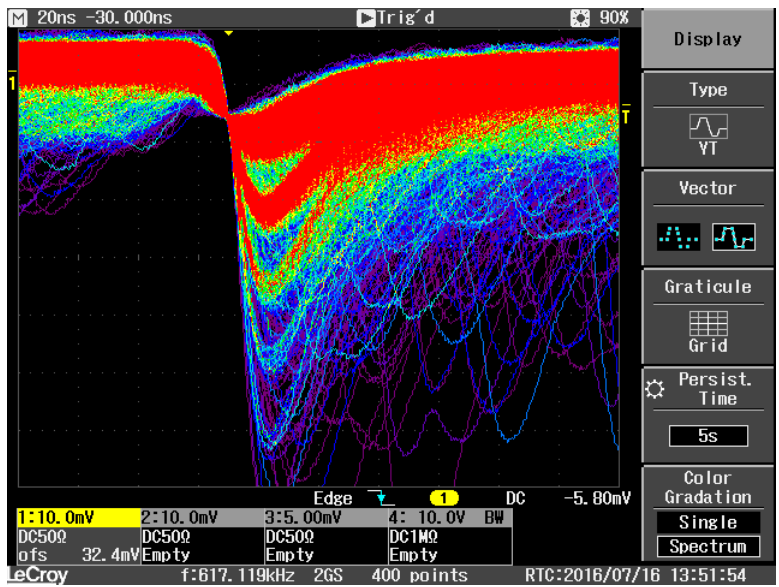 M 20ns -30.000ns Trig'd 90% Display
Type
YT
Vector
Graticule
Grid
Persist.
Time
5s
Color
Gradation
Single
Spectrum
1
T
Edge 1 DC -5.80mV
1:10.0mV 2:10.0mV 3:5.00mV 4: 10.0V BW
DC50Ω DC50Ω DC50Ω DC1MΩ
ofs 32.4mV Empty Empty Empty
LeCroy f:617.119kHz 2GS 400 points RTC:2016/07/16 13:51:54